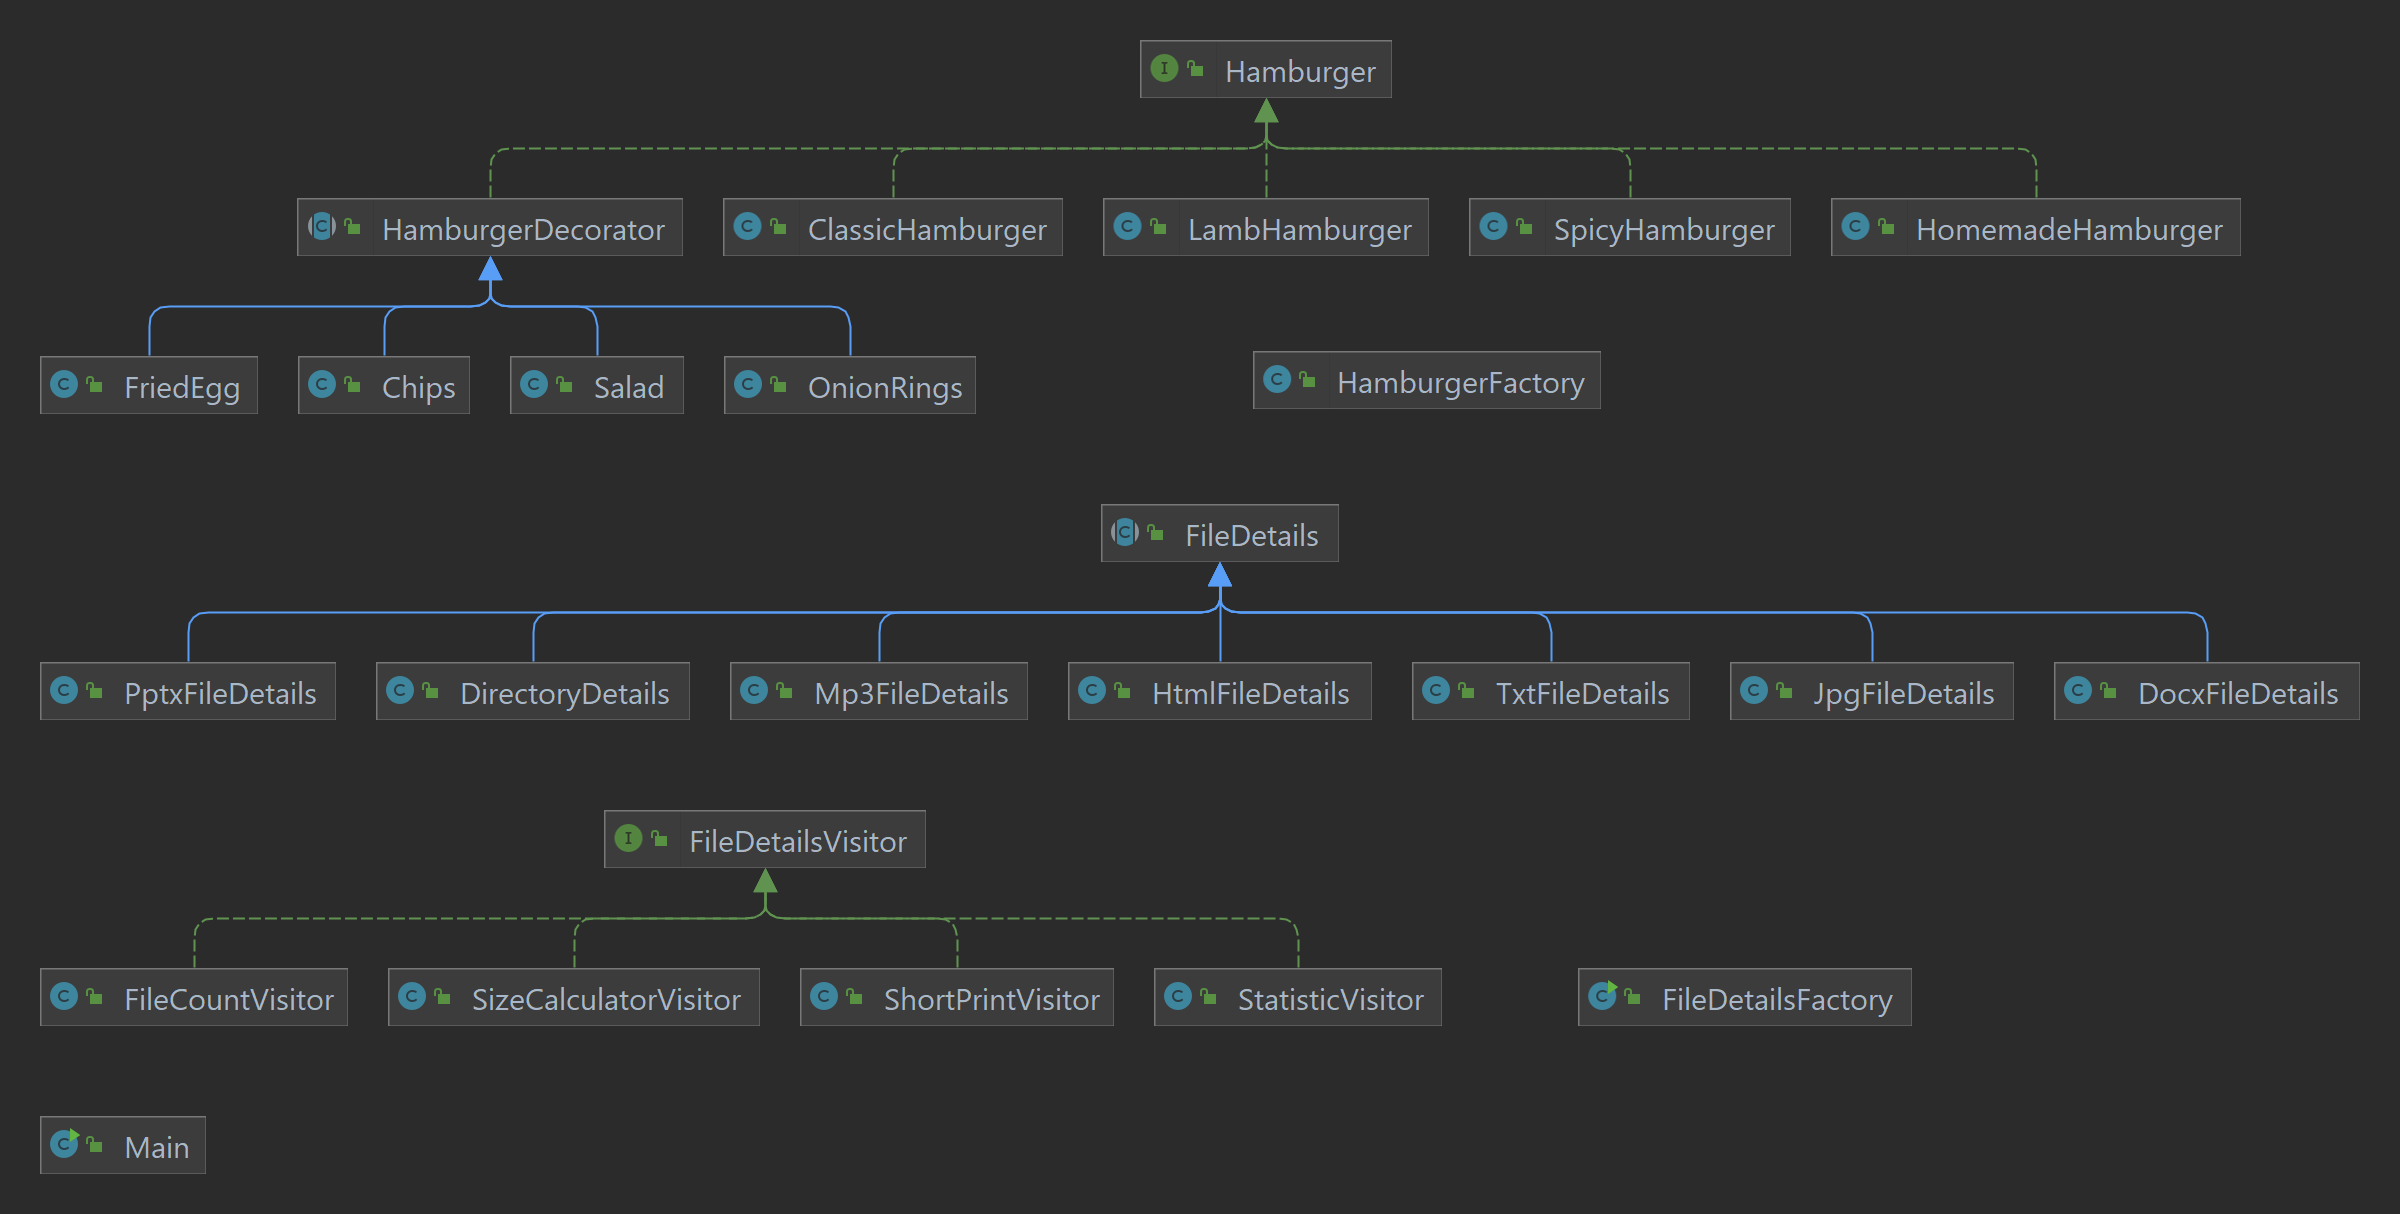 Hamburger
HamburgerDecorator
ClassicHamburger
LambHamburger
SpicyHamburger
HomemadeHamburger
FriedEgg
Chips
Salad
OnionRings
HamburgerFactory
FileDetails
PptxFileDetails
DirectoryDetails
Mp3FileDetails
HtmlFileDetails
TxtFileDetails
JpgFileDetails
DocxFileDetails
FileDetailsVisitor
FileCountVisitor
SizeCalculatorVisitor
ShortPrintVisitor
StatisticVisitor
FileDetailsFactory
Main